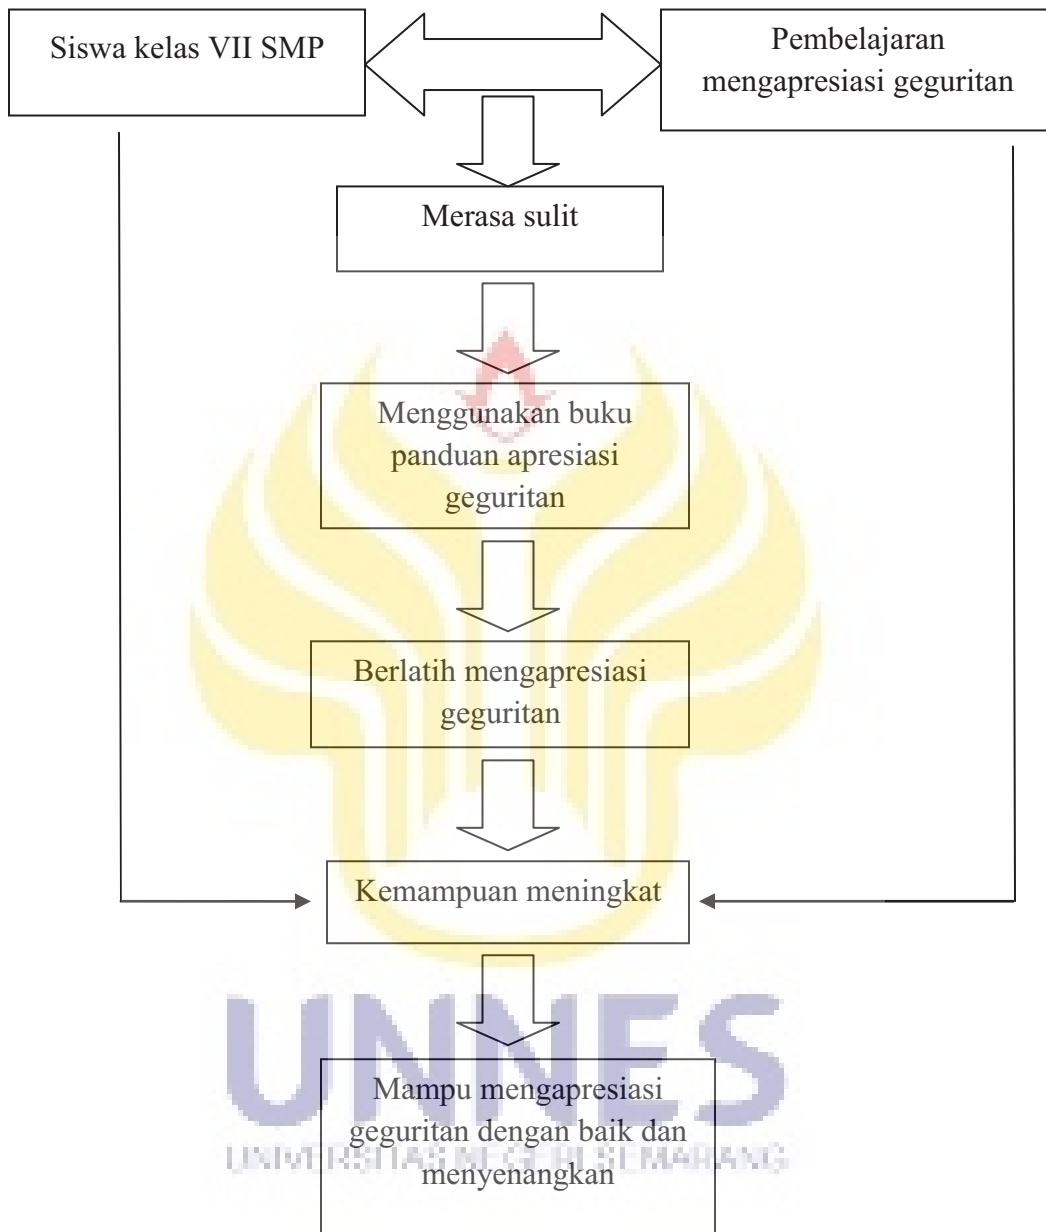 Siswa kelas VII SMP
Pembelajaran
mengapresiasi geguritan
Merasa sulit
Menggunakan buku
panduan apresiasi
geguritan
Berlatih mengapresiasi
geguritan
Kemampuan meningkat
UNNES
Mampu mengapresiasi
geguritan dengan baik dan
UNIVERSITAS NEGERI SEMARANG
menyenangkan